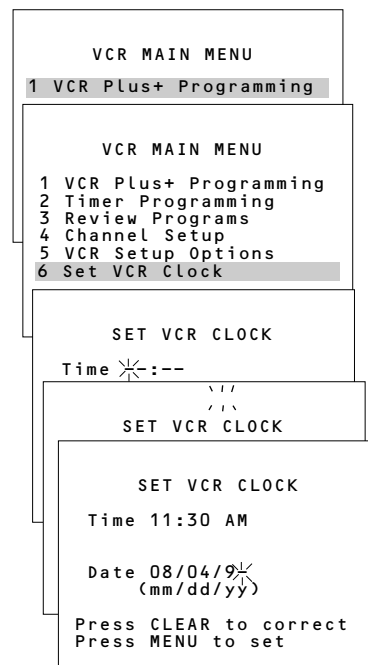 VCR MAIN MENU
1 VCR Plus+ Programming
VCR MAIN MENU
1 VCR Plus+ Programming
2 Timer Programming
3 Review Programs
4 Channel Setup
5 VCR Setup Options
6 Set VCR Clock
SET VCR CLOCK
Time --:--
SET VCR CLOCK
SET VCR CLOCK
Time 11:30 AM
Date 08/04/9-
(mm/dd/yy)
Press CLEAR to correct
Press MENU to set